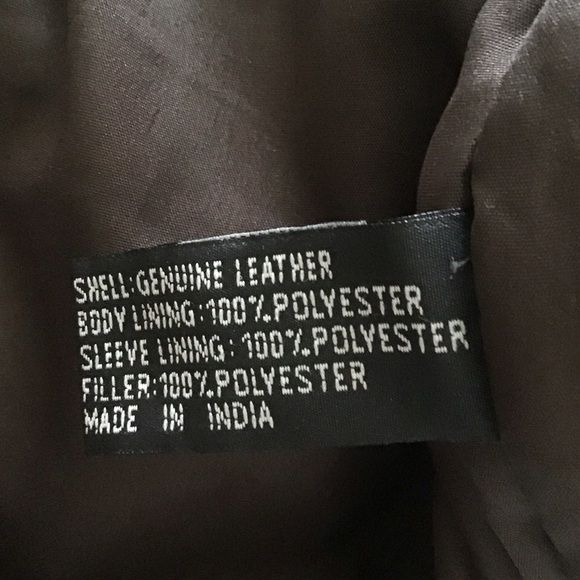 SHELL:GENUINE LEATHER
BODY LINING:100%POLYESTER
SLEEVE LINING:100%POLYESTER
FILLER:100%POLYESTER
MADE IN INDIA